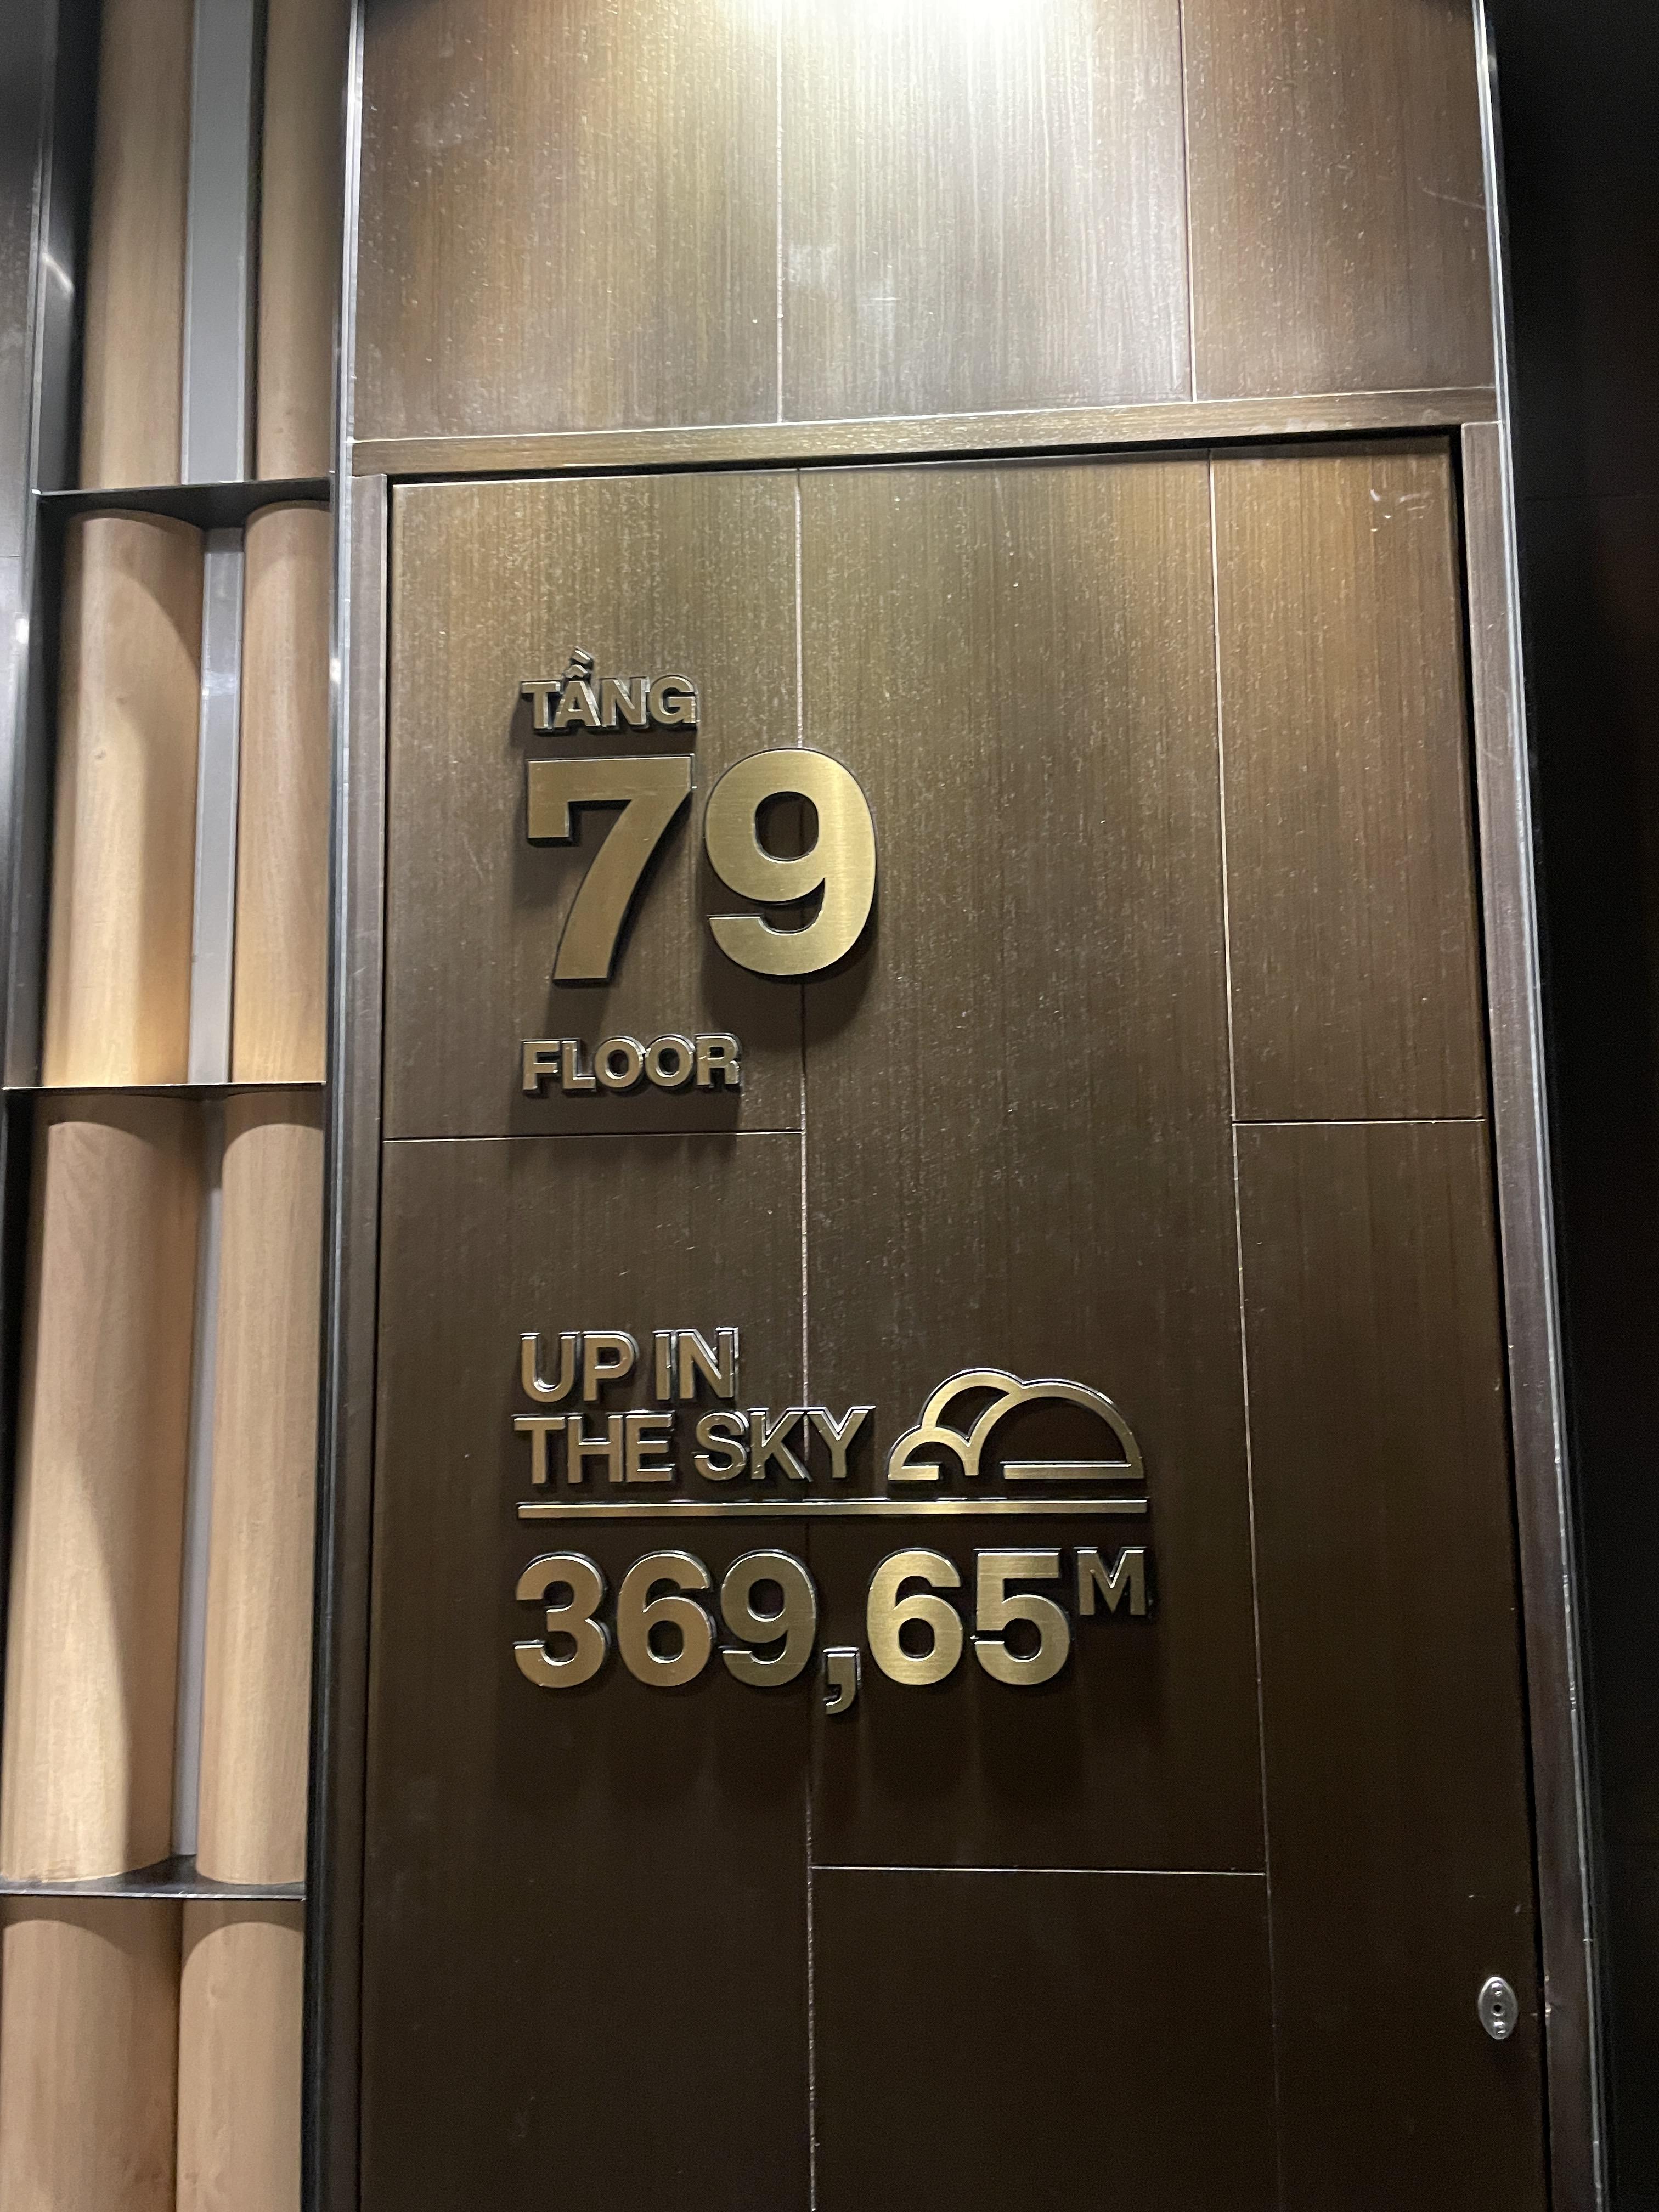 TẦNG
79
FLOOR
UP IN
THE SKY
369,65M